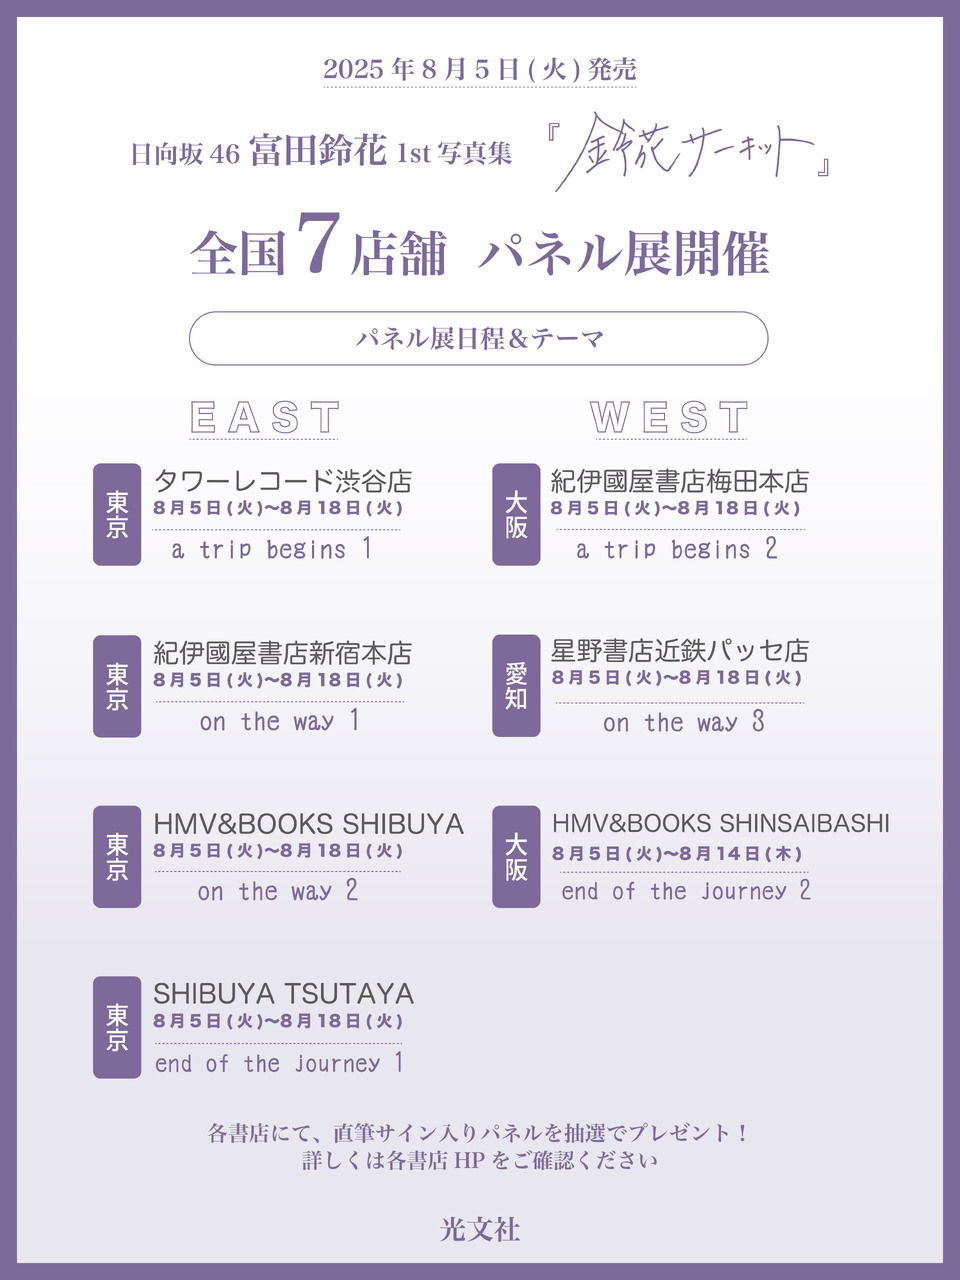 2025年8月5日(火)発売
日向坂46 富田鈴花 1st写真集 『鈴花サーキット』
全国7店舗 パネル展開催
パネル展日程&テーマ
EAST
東京
タワーレコード渋谷店
8月5日(火)〜8月18日(火)
a trip begins 1
東京
紀伊國屋書店新宿本店
8月5日(火)〜8月18日(火)
on the way 1
東京
HMV&BOOKS SHIBUYA
8月5日(火)〜8月18日(火)
on the way 2
東京
SHIBUYA TSUTAYA
8月5日(火)〜8月18日(火)
end of the journey 1
WEST
大阪
紀伊國屋書店梅田本店
8月5日(火)〜8月18日(火)
a trip begins 2
愛知
星野書店近鉄パッセ店
8月5日(火)〜8月18日(火)
on the way 3
大阪
HMV&BOOKS SHINSAIBASHI
8月5日(火)〜8月14日(木)
end of the journey 2
各書店にて、直筆サイン入りパネルを抽選でプレゼント！
詳しくは各書店HPをご確認ください
光文社